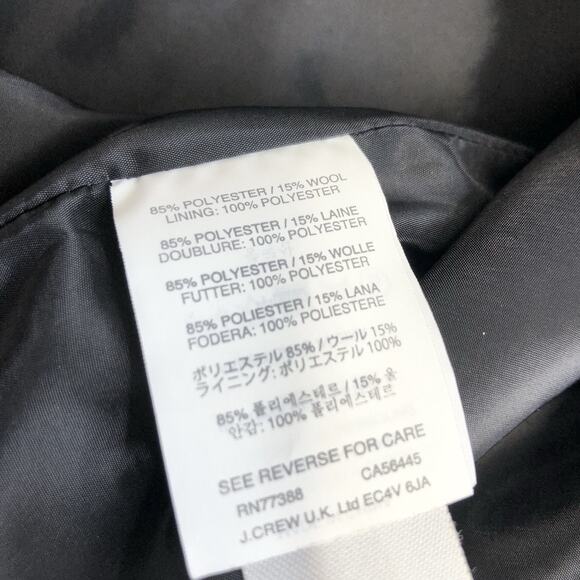 85% POLYESTER / 15% WOOL
LINING: 100% POLYESTER
85% POLYESTER / 15% LAINE
DOUBLURE: 100% POLYESTER
85% POLYESTER / 15% WOLLE
FUTTER: 100% POLYESTER
85% POLIESTER / 15% LANA
FODERA: 100% POLIESTERE
ポリエステル 85% / ウール 15%
ライニング: ポリエステル 100%
85% 폴리에스테르 / 15% 울
안감: 100% 폴리에스테르
SEE REVERSE FOR CARE
RN77388 CA56445
J.CREW U.K. Ltd EC4V 6JA